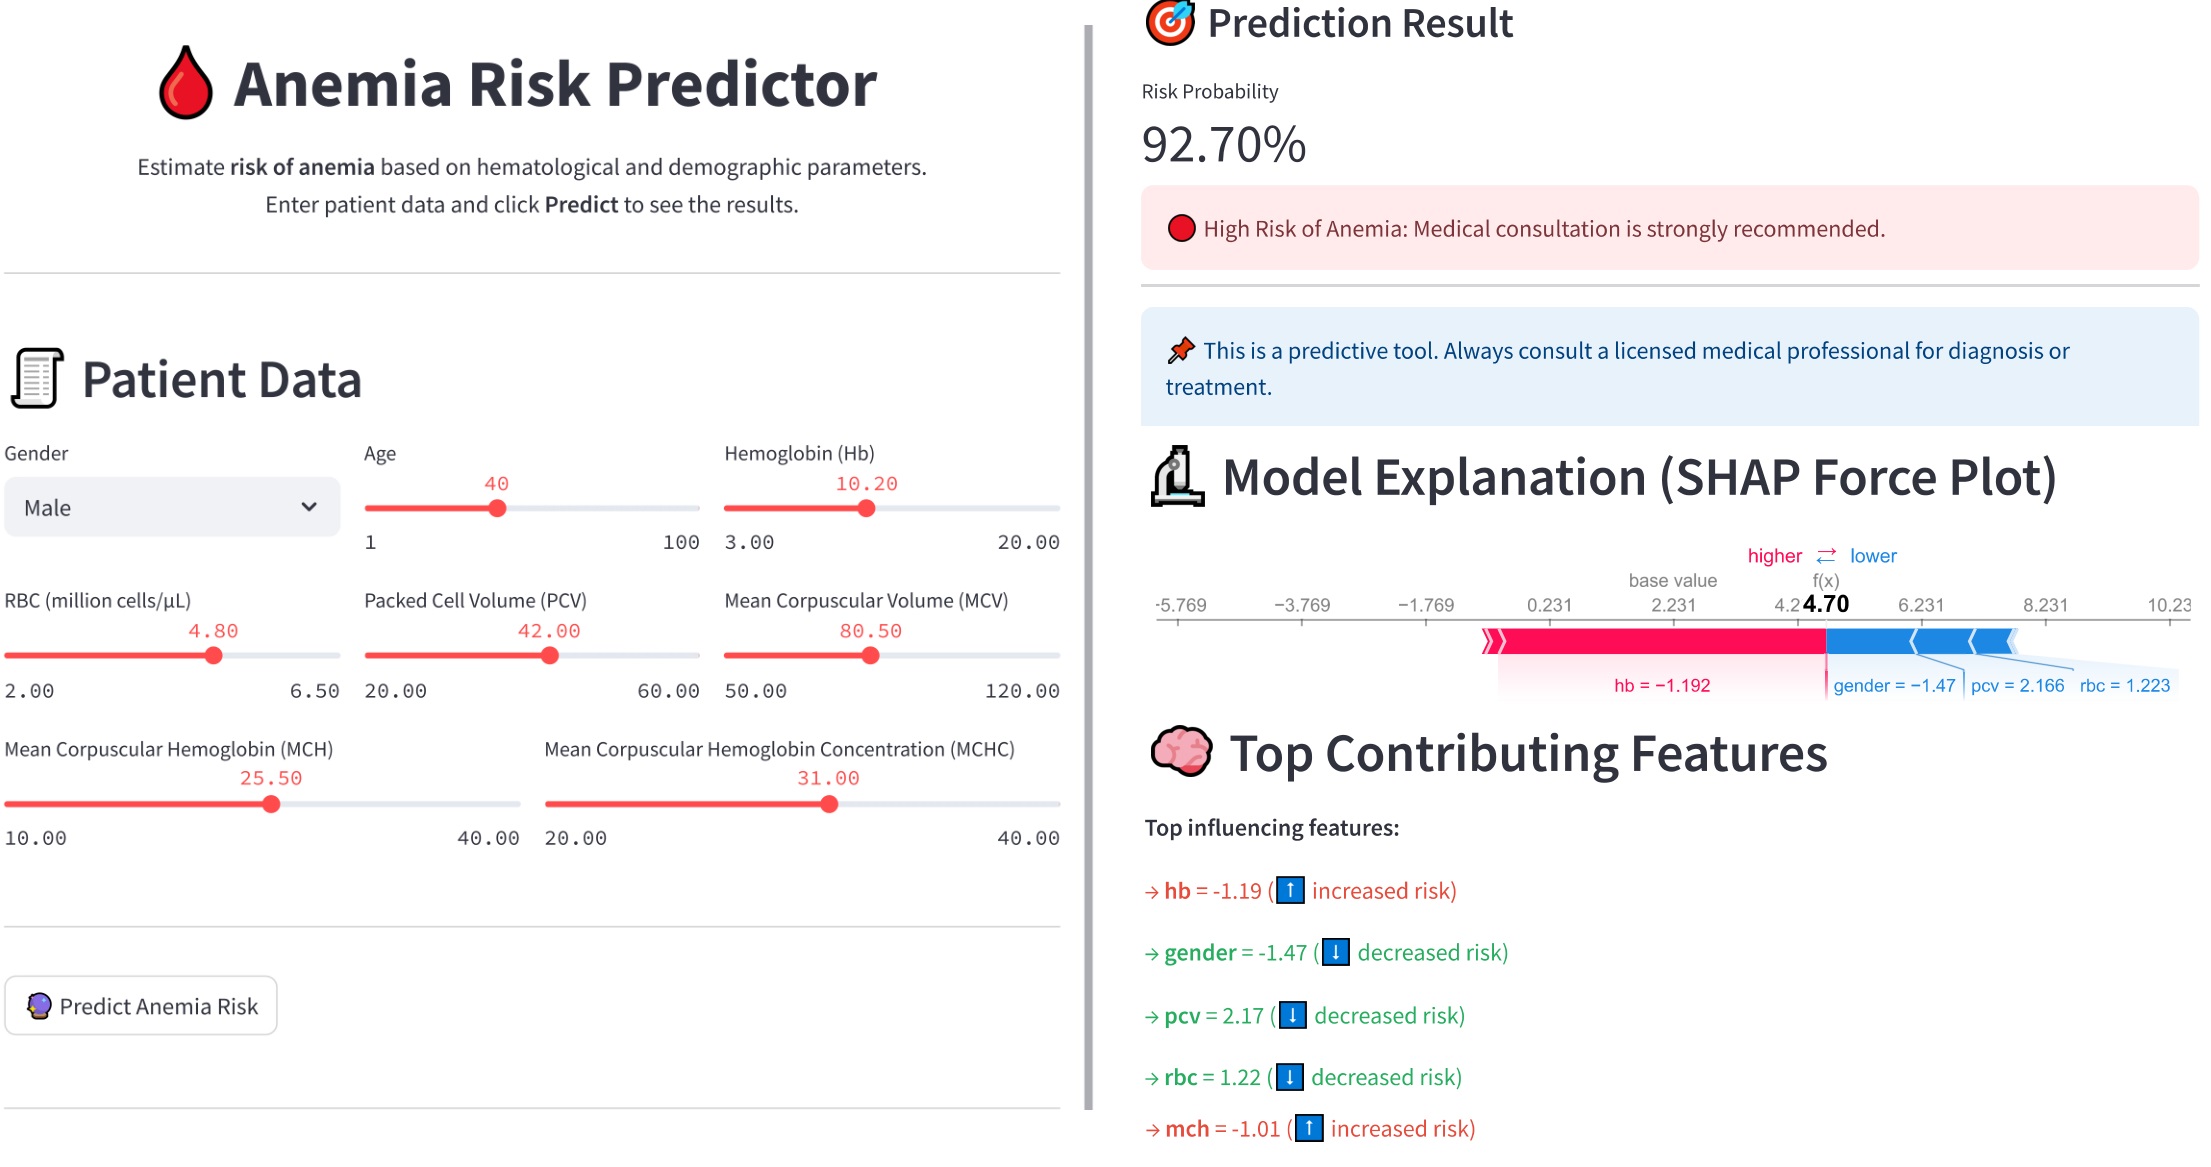 Anemia Risk Predictor
Estimate risk of anemia based on hematological and demographic parameters.
Enter patient data and click Predict to see the results.
Patient Data
Gender
Male
Age
40
1 100
Hemoglobin (Hb)
10.20
3.00 20.00
RBC (million cells/μL)
4.80
2.00 6.50
Packed Cell Volume (PCV)
42.00
20.00 60.00
Mean Corpuscular Volume (MCV)
80.50
50.00 120.00
Mean Corpuscular Hemoglobin (MCH)
25.50
10.00 40.00
Mean Corpuscular Hemoglobin Concentration (MCHC)
31.00
20.00 40.00
Predict Anemia Risk
Prediction Result
Risk Probability
92.70%
High Risk of Anemia: Medical consultation is strongly recommended.
This is a predictive tool. Always consult a licensed medical professional for diagnosis or
treatment.
Model Explanation (SHAP Force Plot)
higher ⇄ lower
base value f(x)
-5.769 −3.769 −1.769 0.231 2.231 4.2 4.70 6.231 8.231 10.23
hb = −1.192 gender = −1.47 pcv = 2.166 rbc = 1.223
Top Contributing Features
Top influencing features:
→ hb = -1.19 (↑ increased risk)
→ gender = -1.47 (↓ decreased risk)
→ pcv = 2.17 (↓ decreased risk)
→ rbc = 1.22 (↓ decreased risk)
→ mch = -1.01 (↑ increased risk)